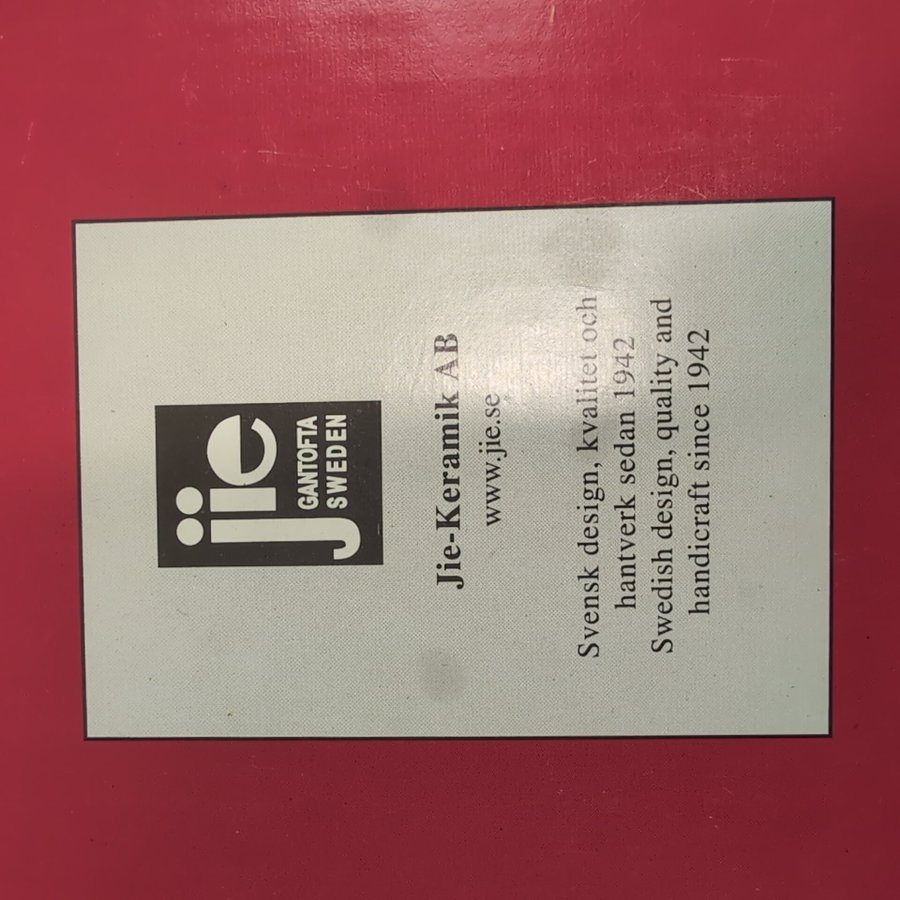 jie
GANTOFTA
SWEDEN
Jie-Keramik AB
www.jie.se
Svensk design, kvalitet och
hantverk sedan 1942
Swedish design, quality and
handicraft since 1942